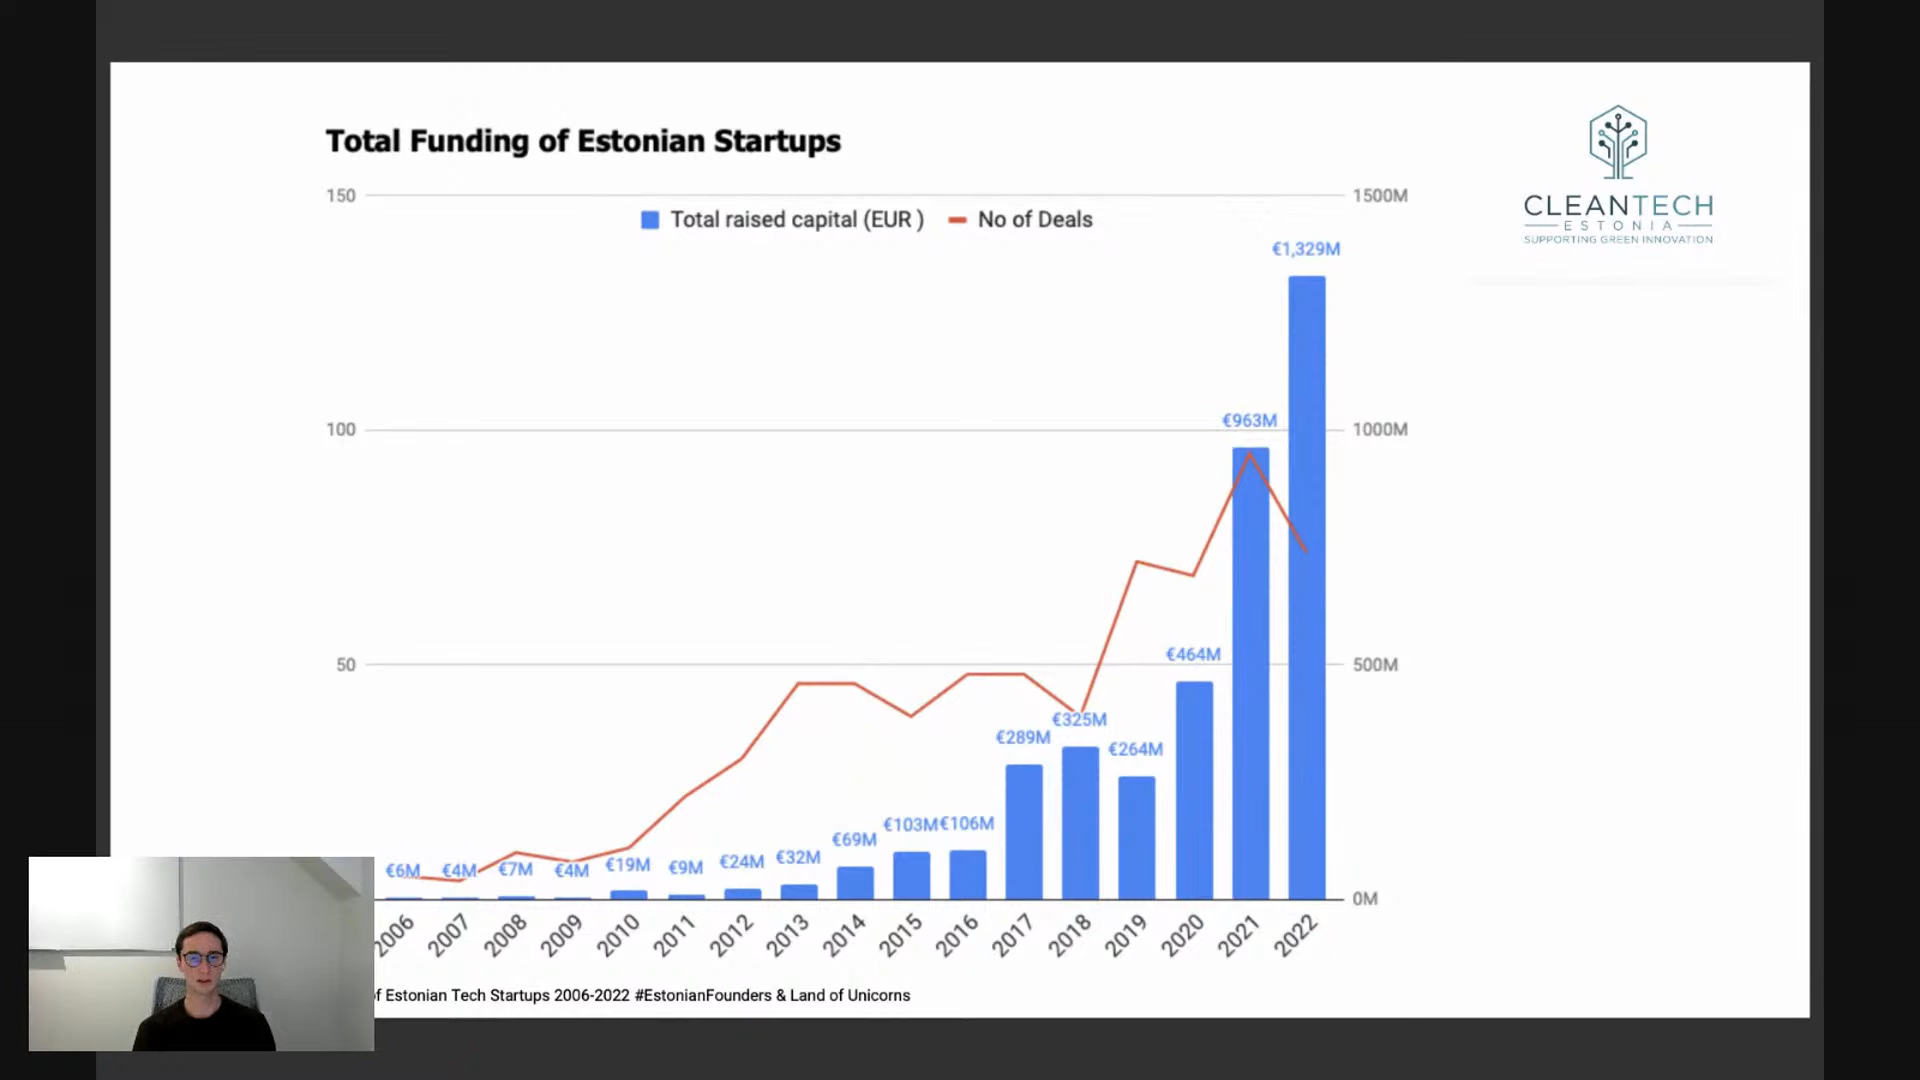 Total Funding of Estonian Startups
CLEANTECH
ESTONIA
SUPPORTING GREEN INNOVATION
150
1500M
Total raised capital (EUR )
No of Deals
€1,329M
100
€963M
1000M
50
€464M
500M
€325M
€289M
€264M
€103M
€106M
€69M
€32M
€24M
€9M
€19M
€4M
€7M
€4M
€6M
0M
2006
2007
2008
2009
2010
2011
2012
2013
2014
2015
2016
2017
2018
2019
2020
2021
2022
of Estonian Tech Startups 2006-2022 #EstonianFounders & Land of Unicorns